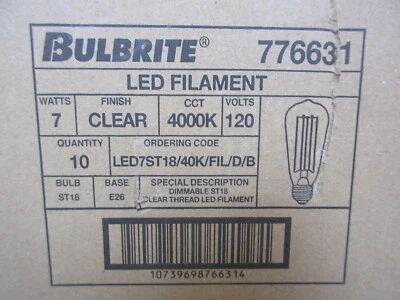 BULBRITE® 776631
LED FILAMENT
WATTS FINISH CCT VOLTS
7 CLEAR 4000K 120
QUANTITY ORDERING CODE
10 LED7ST18/40K/FIL/D/B
BULB BASE SPECIAL DESCRIPTION
ST18 E26 DIMMABLE ST18
CLEAR THREAD LED FILAMENT
10739698766314